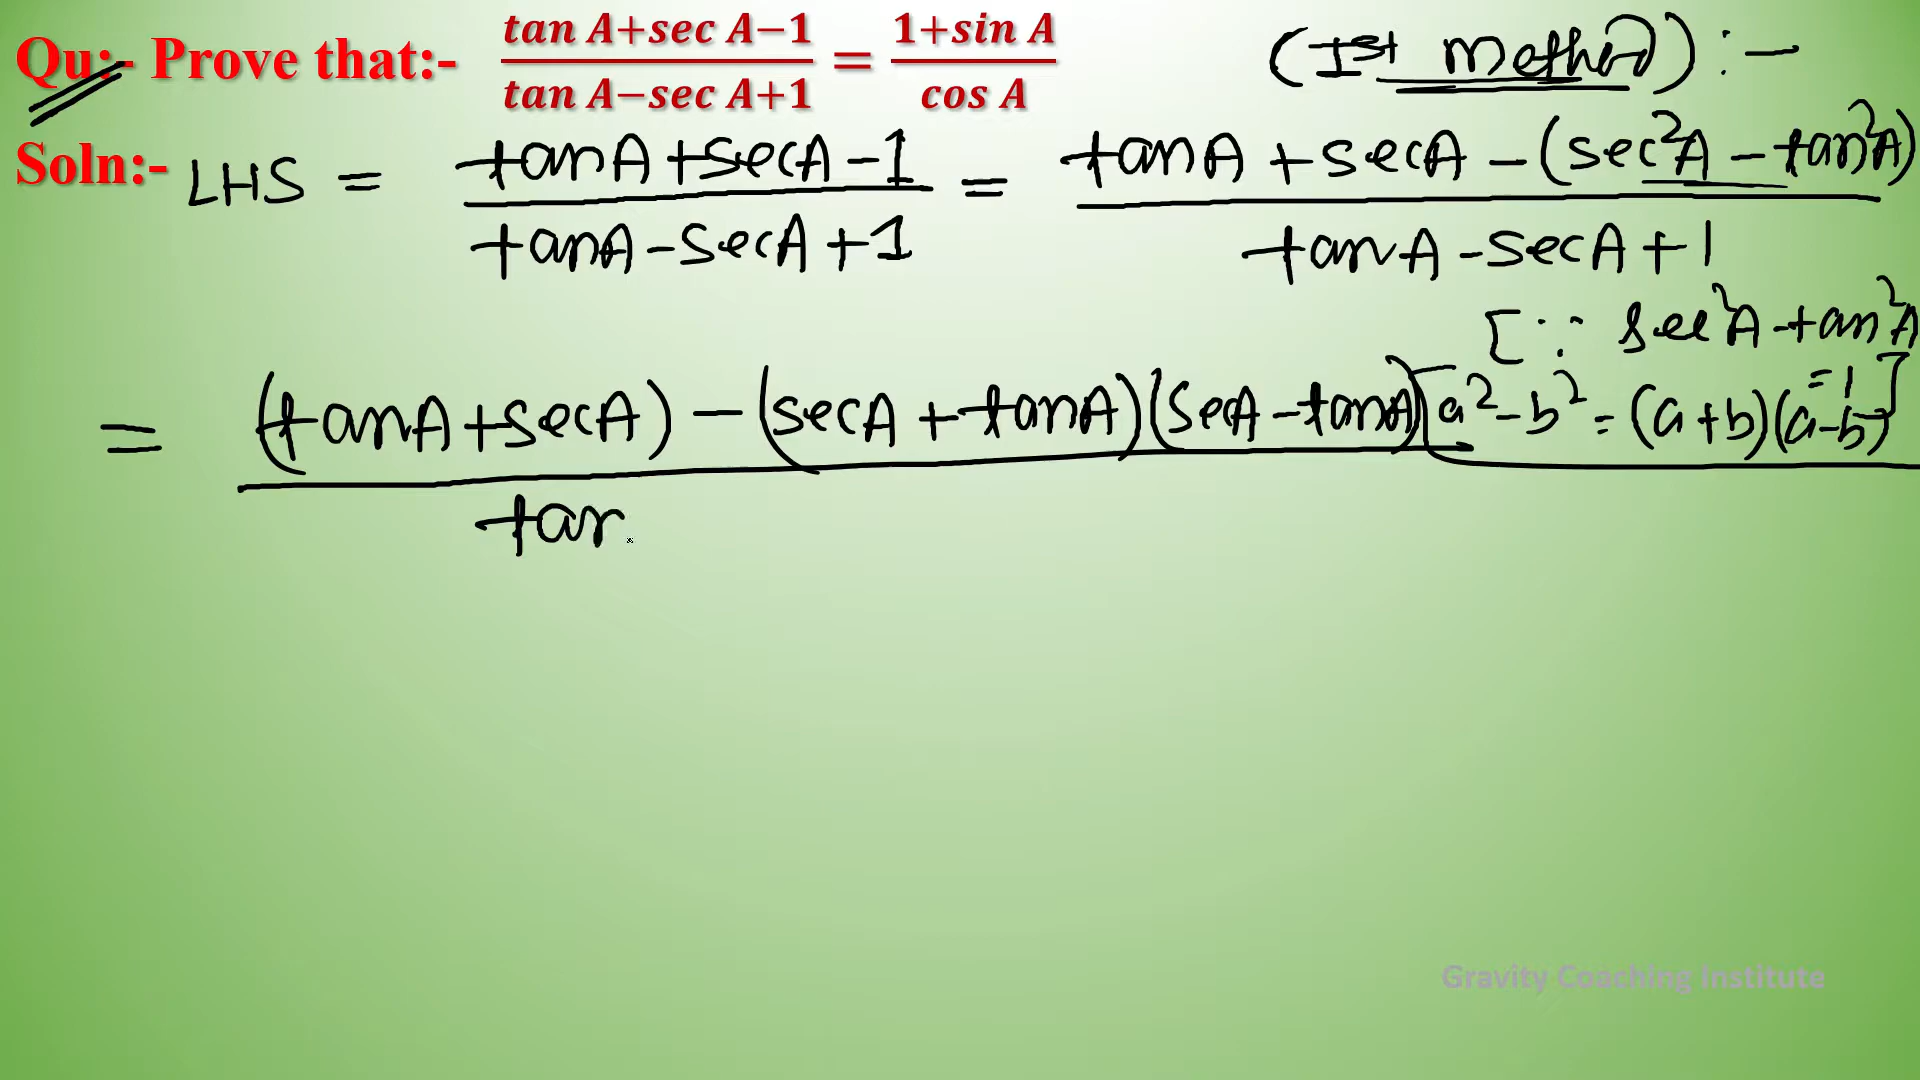 Qu:- Prove that:- (tan A+sec A−1)/(tan A−sec A+1) = (1+sin A)/(cos A) (Ist Method) :-
Soln:- LHS = (tanA+secA-1)/(tanA-secA+1) = (tanA + secA - (sec²A - tan²A))/(tanA - secA + 1)
[∵ sec²A - tan²A = 1]
= ((tanA+secA) - (secA + tanA)(SecA - tanA))/(tan [a² - b² = (a+b)(a-b)
Gravity Coaching Institute